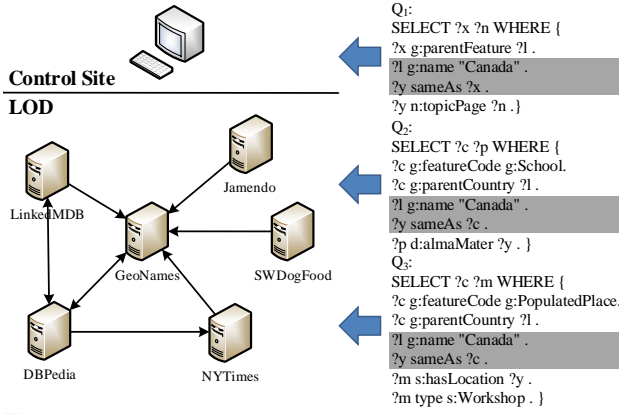 Control Site
LOD
LinkedMDB
Jamendo
GeoNames
SWDogFood
DBPedia
NYTimes
Q₁:
SELECT ?x ?n WHERE {
?x g:parentFeature ?l .
?l g:name "Canada" .
?y sameAs ?x .
?y n:topicPage ?n .}
Q₂:
SELECT ?c ?p WHERE {
?c g:featureCode g:School.
?c g:parentCountry ?l .
?l g:name "Canada" .
?y sameAs ?c .
?p d:almaMater ?y . }
Q₃:
SELECT ?c ?m WHERE {
?c g:featureCode g:PopulatedPlace.
?c g:parentCountry ?l .
?l g:name "Canada" .
?y sameAs ?c .
?m s:hasLocation ?y .
?m type s:Workshop . }